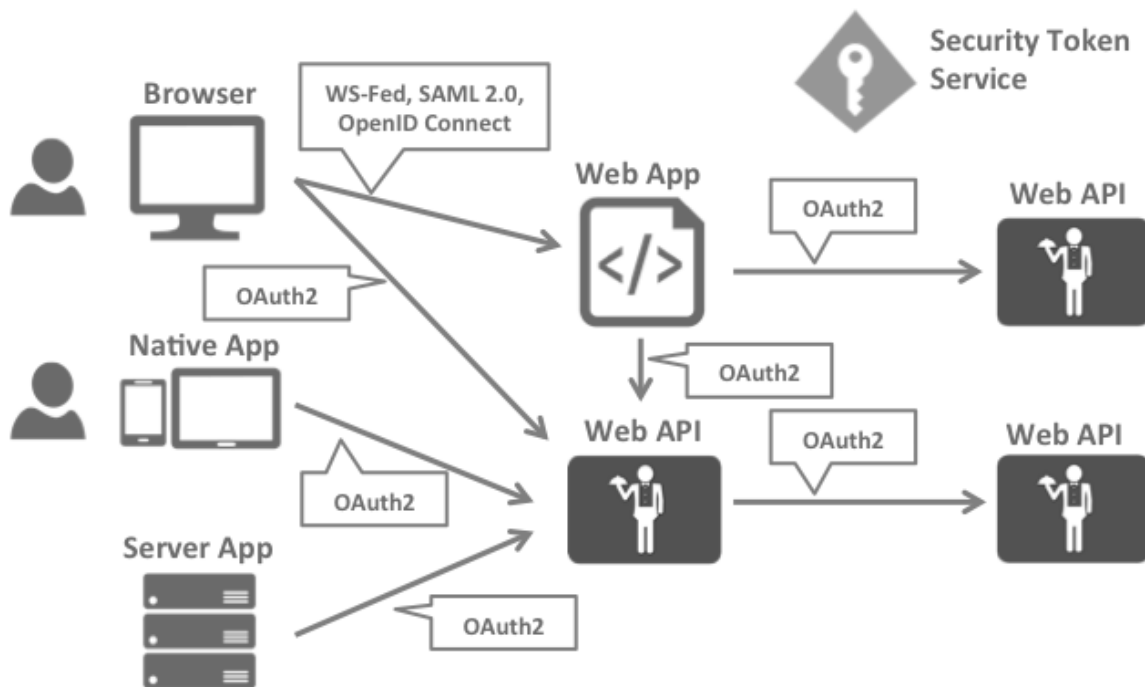 Security Token
Service
Browser
WS-Fed, SAML 2.0,
OpenID Connect
Web App
OAuth2
Web API
OAuth2
Native App
OAuth2
Web API
OAuth2
Web API
OAuth2
Server App
OAuth2